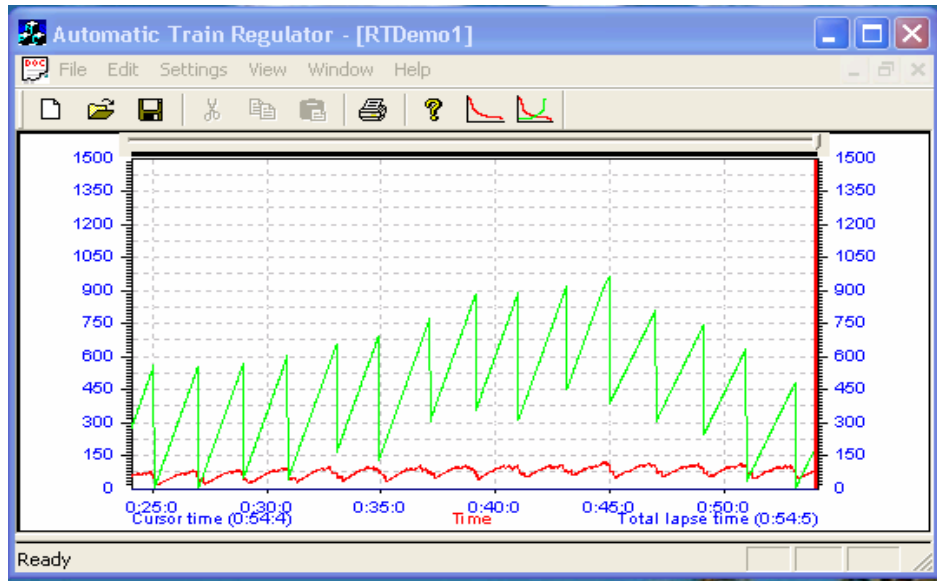 Automatic Train Regulator - [RTDemo1]
DOC File Edit Settings View Window Help
1500 1500
1350 1350
1200 1200
1050 1050
900 900
750 750
600 600
450 450
300 300
150 150
0 0
0:25:0 0:30:0 0:35:0 0:40:0 0:45:0 0:50:0
Cursor time (0:54:4) Time Total lapse time (0:54:5)
Ready